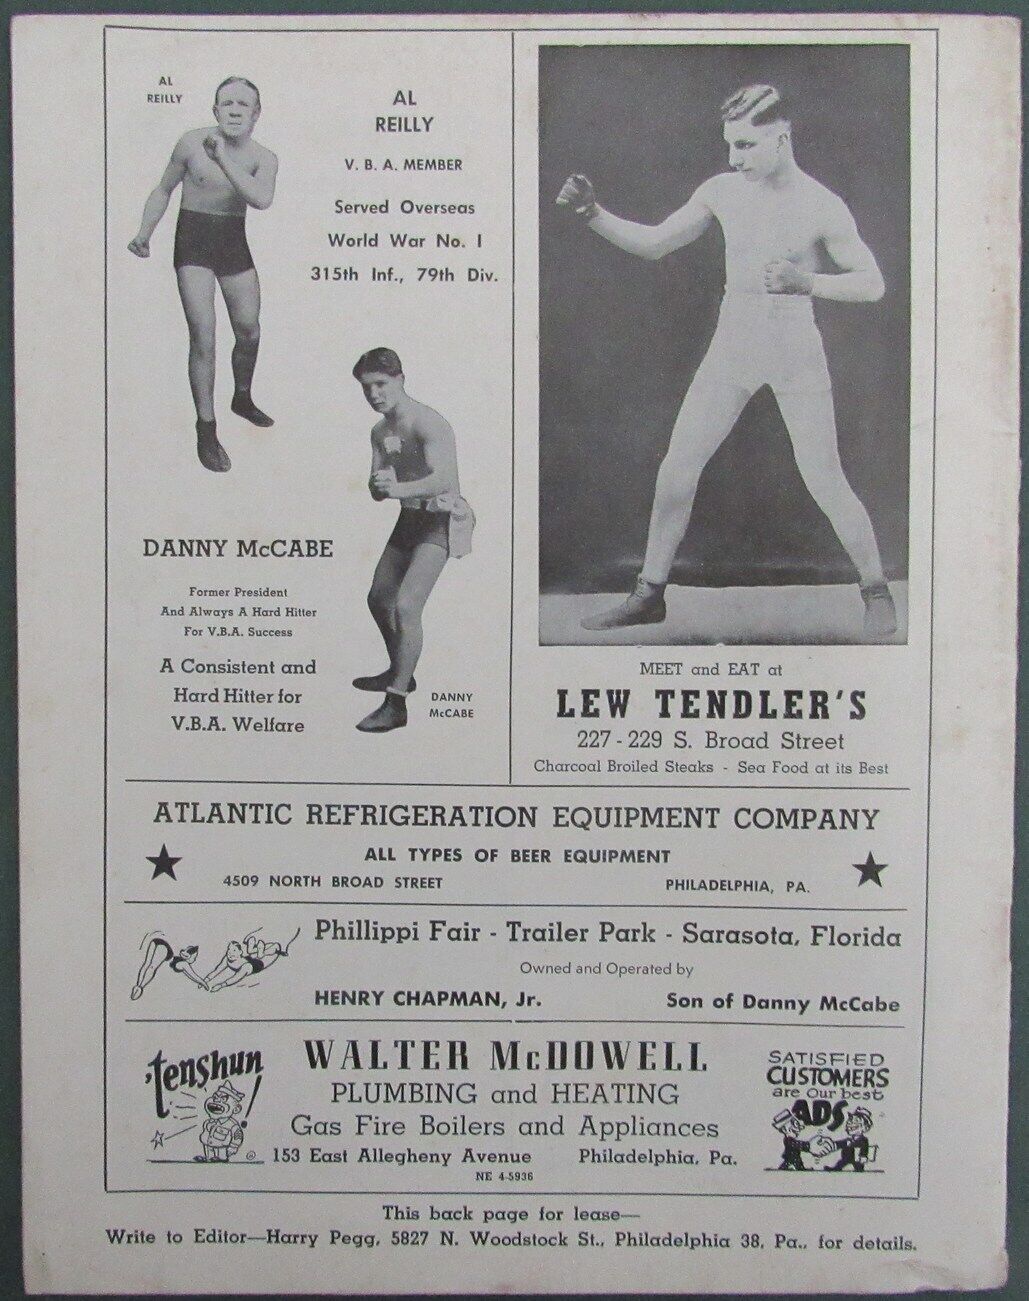 AL
REILLY
AL
REILLY
V. B. A. MEMBER
Served Overseas
World War No. I
315th Inf., 79th Div.
DANNY McCABE
Former President
And Always A Hard Hitter
For V.B.A. Success
A Consistent and
Hard Hitter for
V.B.A. Welfare
DANNY
McCABE
MEET and EAT at
LEW TENDLER'S
227 - 229 S. Broad Street
Charcoal Broiled Steaks - Sea Food at its Best
ATLANTIC REFRIGERATION EQUIPMENT COMPANY
ALL TYPES OF BEER EQUIPMENT
4509 NORTH BROAD STREET PHILADELPHIA, PA.
Phillippi Fair - Trailer Park - Sarasota, Florida
Owned and Operated by
HENRY CHAPMAN, Jr. Son of Danny McCabe
'tenshun!
WALTER McDOWELL
PLUMBING and HEATING
Gas Fire Boilers and Appliances
153 East Allegheny Avenue Philadelphia, Pa.
NE 4-5936
SATISFIED
CUSTOMERS
are our best
ADS
This back page for lease—
Write to Editor—Harry Pegg, 5827 N. Woodstock St., Philadelphia 38, Pa., for details.